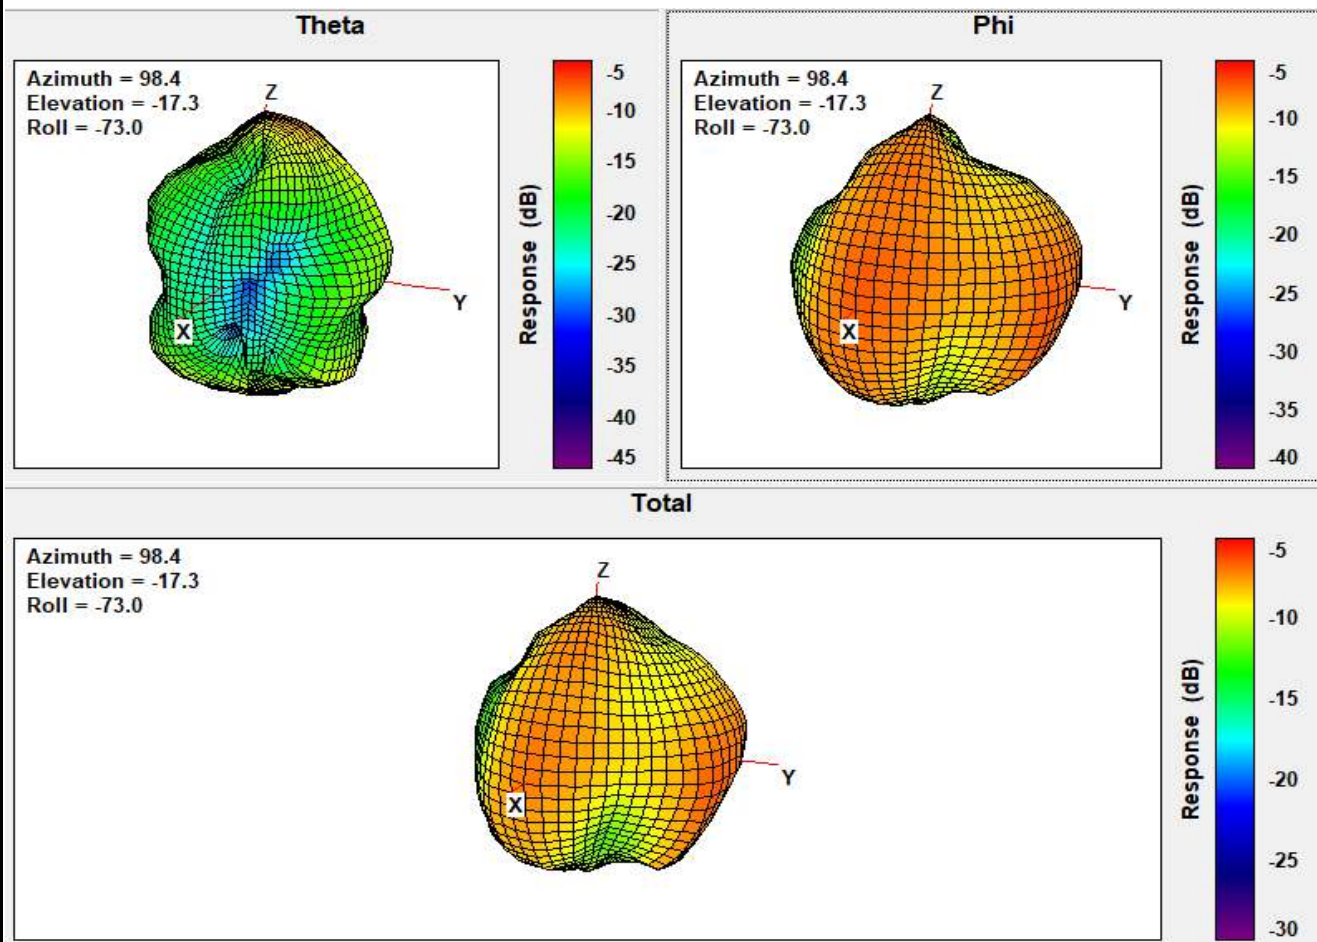 Theta
Azimuth = 98.4
Elevation = -17.3
Roll = -73.0
Z
Y
X
Response (dB)
-5
-10
-15
-20
-25
-30
-35
-40
-45
Phi
Azimuth = 98.4
Elevation = -17.3
Roll = -73.0
Z
Y
X
Response (dB)
-5
-10
-15
-20
-25
-30
-35
-40
Total
Azimuth = 98.4
Elevation = -17.3
Roll = -73.0
Z
Y
X
Response (dB)
-5
-10
-15
-20
-25
-30